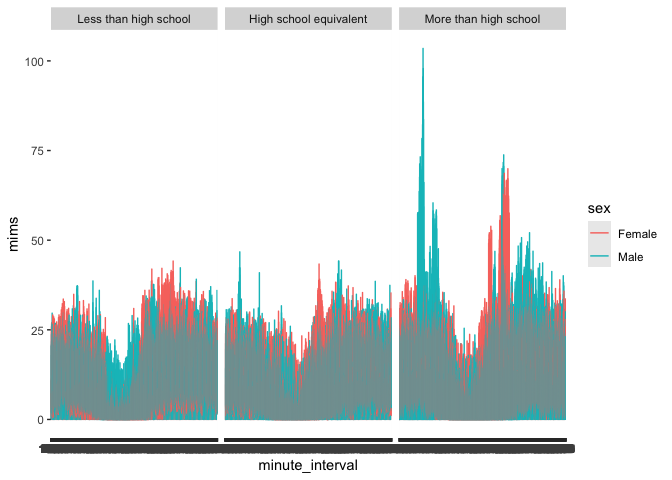 Less than high school
High school equivalent
More than high school
100
75
50
25
0
mims
minute_interval
sex
Female
Male